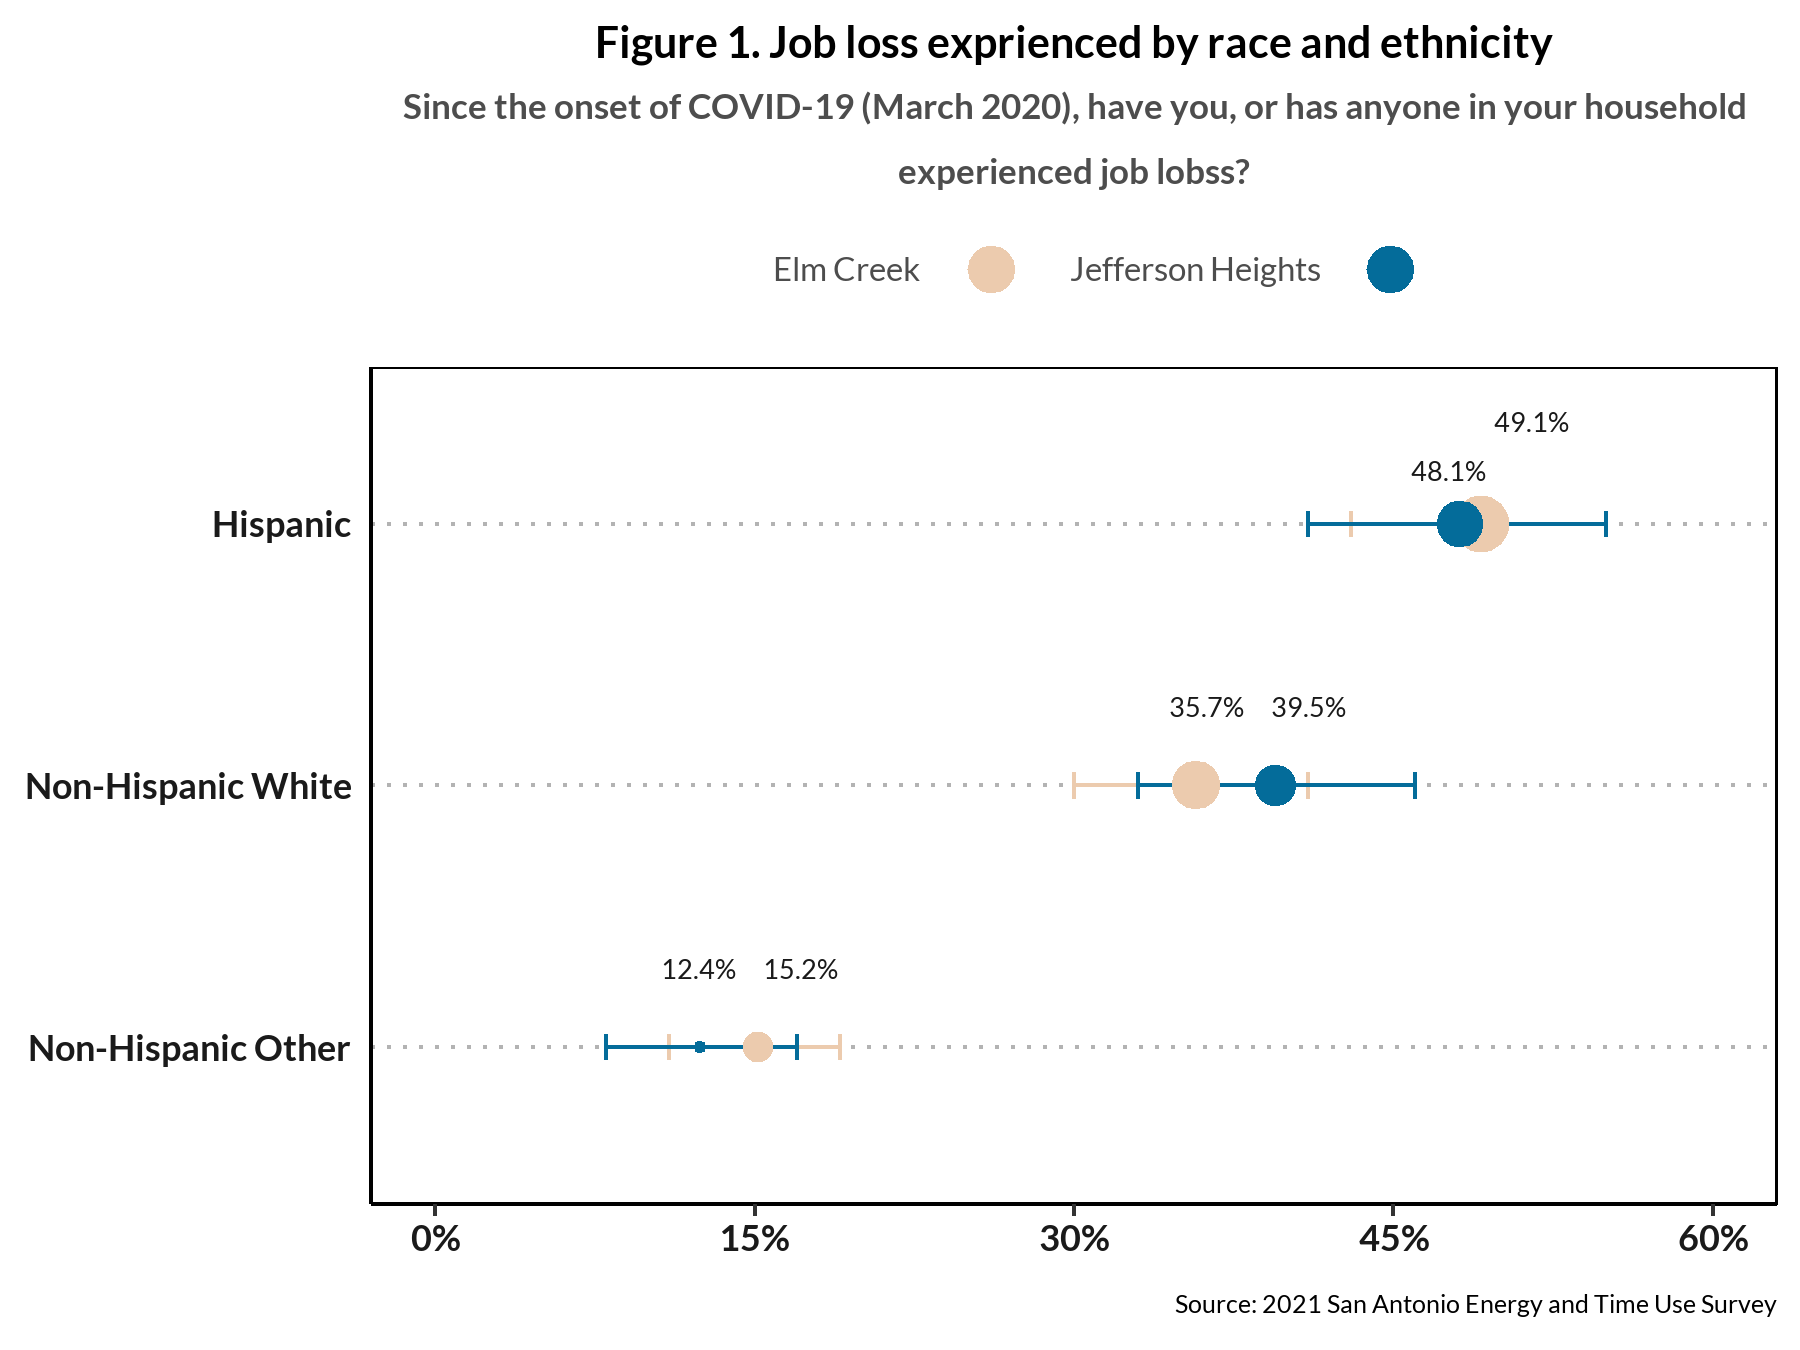 Figure 1. Job loss exprienced by race and ethnicity
Since the onset of COVID-19 (March 2020), have you, or has anyone in your household
experienced job lobss?
Elm Creek Jefferson Heights
49.1%
48.1%
Hispanic
35.7% 39.5%
Non-Hispanic White
12.4% 15.2%
Non-Hispanic Other
0% 15% 30% 45% 60%
Source: 2021 San Antonio Energy and Time Use Survey